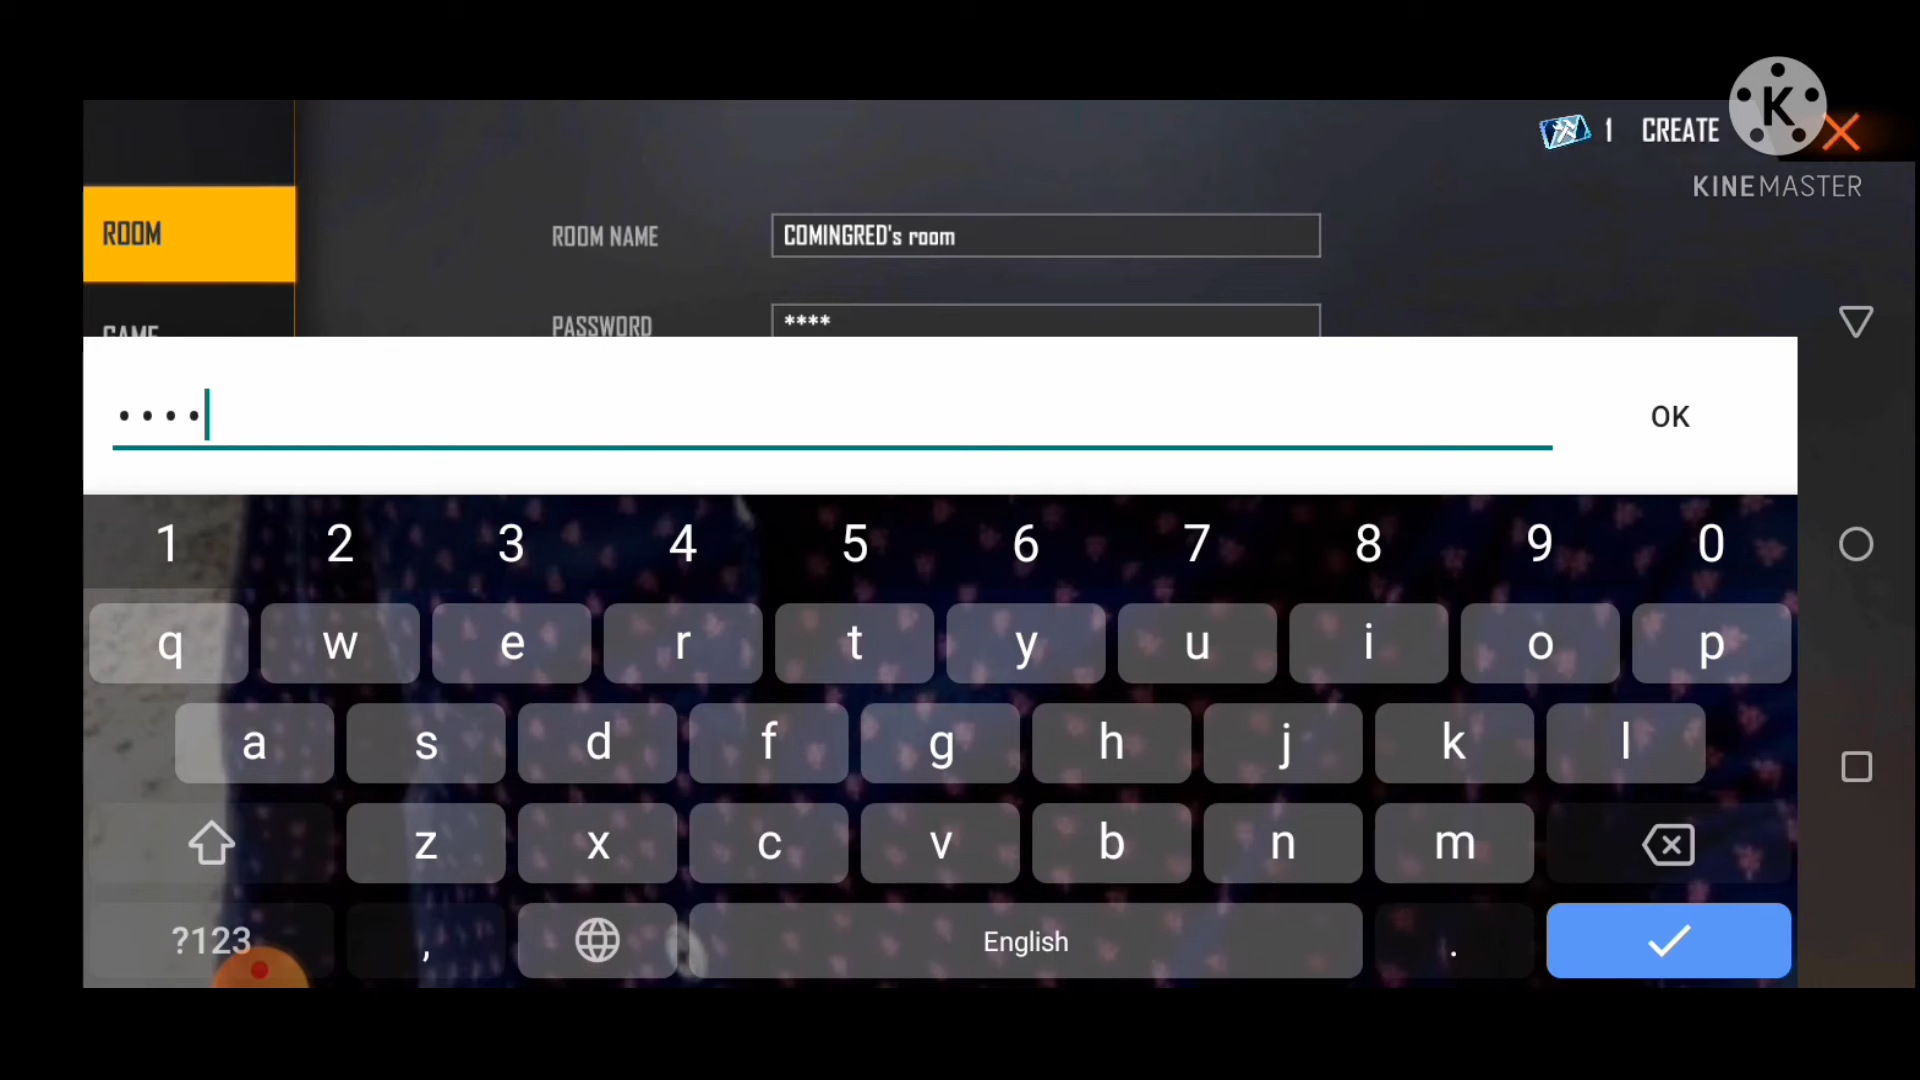 1 CREATE
K
KINEMASTER
ROOM
ROOM NAME
COMINGRED's room
GAME
PASSWORD
****
••••
OK
1 2 3 4 5 6 7 8 9 0
q w e r t y u i o p
a s d f g h j k l
z x c v b n m
?123 , English .